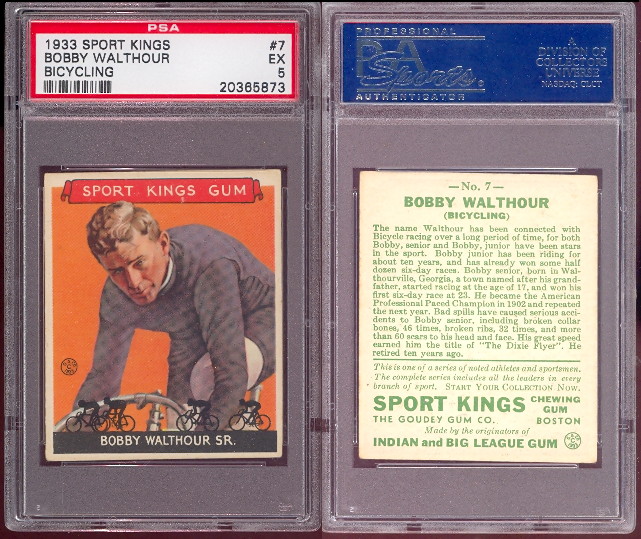 PSA
1933 SPORT KINGS #7
BOBBY WALTHOUR EX
BICYCLING 5
20365873
SPORT KINGS GUM
BOBBY WALTHOUR SR.
PROFESSIONAL
PSA
Sports.
AUTHENTICATOR
A
DIVISION OF
COLLECTORS
UNIVERSE
NASDAQ: CLCT
—No. 7—
BOBBY WALTHOUR
(BICYCLING)
The name Walthour has been connected with
Bicycle racing over a long period of time, for both
Bobby, senior and Bobby, junior have been stars
in the sport. Bobby junior has been riding for
about ten years, and has already won some half
dozen six-day races. Bobby senior, born in Wal-
thourville, Georgia, a town named after his grand-
father, started racing at the age of 17, and won his
first six-day race at 23. He became the American
Professional Paced Champion in 1902 and repeated
the next year. Bad spills have caused serious acci-
dents to Bobby senior, including broken collar
bones, 46 times, broken ribs, 32 times, and more
than 60 scars to his head and face. His great speed
earned him the title of "The Dixie Flyer". He
retired ten years ago.
This is one of a series of noted athletes and sportsmen.
The complete series includes all the leaders in every
branch of sport. START YOUR COLLECTION NOW.
SPORT KINGS CHEWING GUM
THE GOUDEY GUM CO. BOSTON
Made by the originators of
INDIAN and BIG LEAGUE GUM